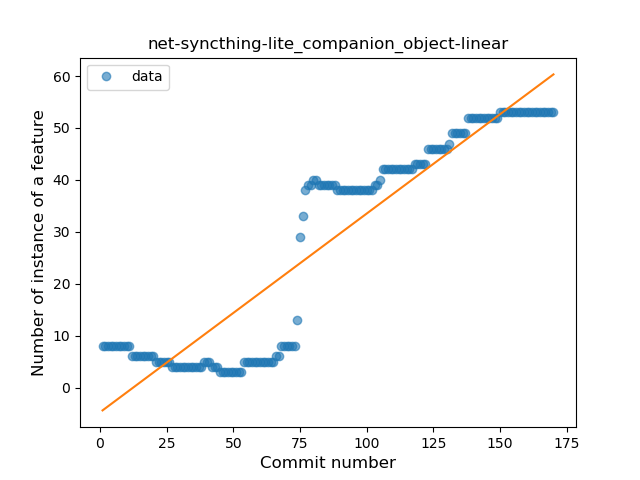 net-syncthing-lite_companion_object-linear
data
Number of instance of a feature
60
50
40
30
20
10
0
0 25 50 75 100 125 150 175
Commit number